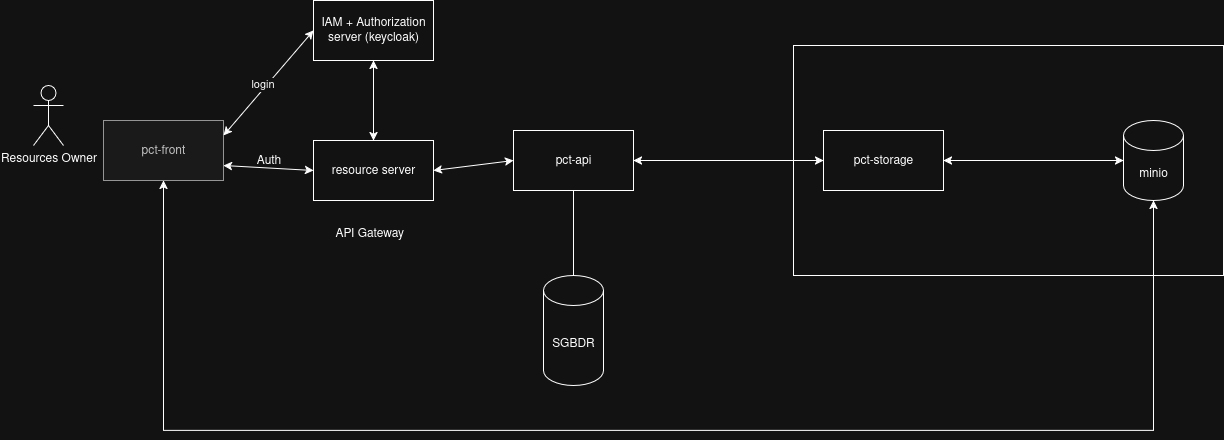 IAM + Authorization
server (keycloak)
login
Resources Owner
pct-front
Auth
resource server
pct-api
pct-storage
minio
API Gateway
SGBDR